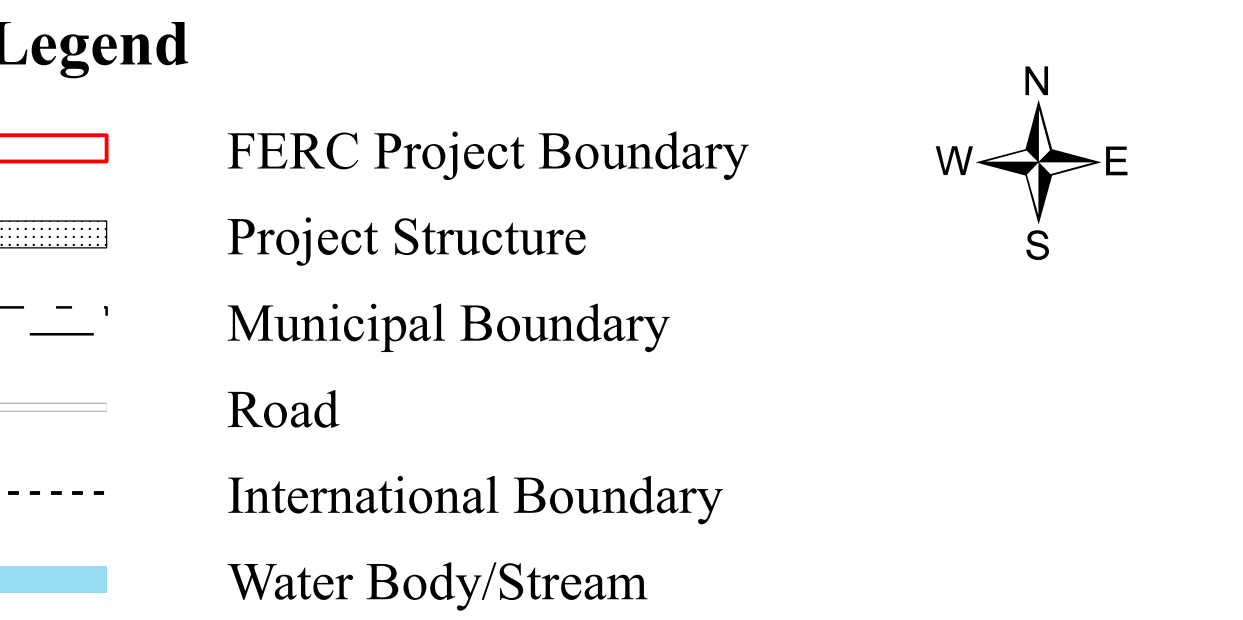 Legend
FERC Project Boundary
Project Structure
Municipal Boundary
Road
International Boundary
Water Body/Stream
N
W E
S